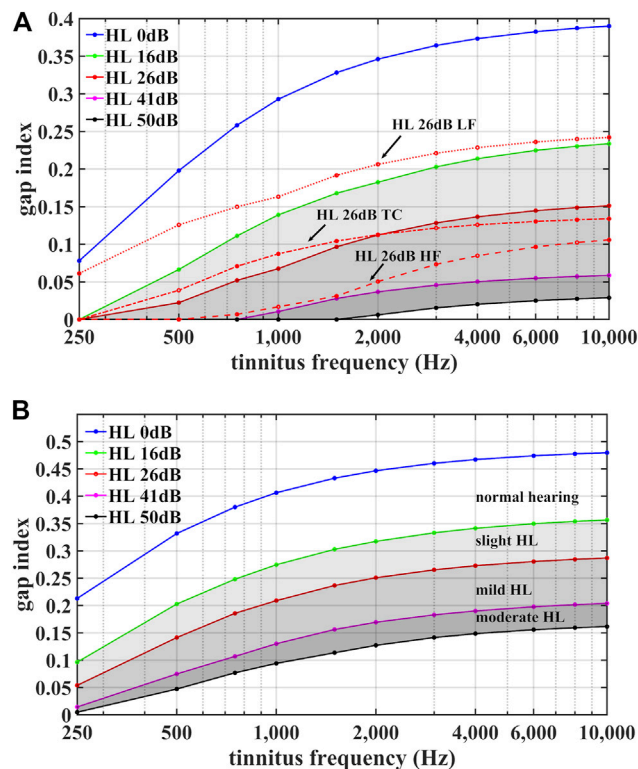 A
HL 0dB
HL 16dB
HL 26dB
HL 41dB
HL 50dB
HL 26dB LF
HL 26dB TC
HL 26dB HF
gap index
0.4
0.35
0.3
0.25
0.2
0.15
0.1
0.05
0
250 500 1,000 2,000 4,000 6,000 10,000
tinnitus frequency (Hz)
B
HL 0dB
HL 16dB
HL 26dB
HL 41dB
HL 50dB
normal hearing
slight HL
mild HL
moderate HL
gap index
0.5
0.45
0.4
0.35
0.3
0.25
0.2
0.15
0.1
0.05
0
250 500 1,000 2,000 4,000 6,000 10,000
tinnitus frequency (Hz)